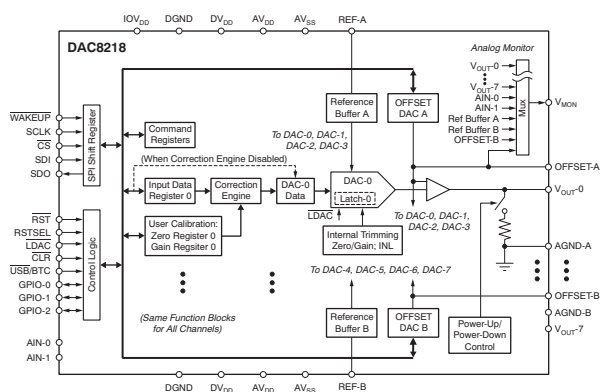 IOVDD DGND DVDD AVDD AVSS REF-A
DAC8218
Analog Monitor
VOUT-0
VOUT-7
AIN-0
AIN-1
Ref Buffer A
Ref Buffer B
OFFSET-B
Mux
VMON
WAKEUP
SCLK
CS
SDI
SDO
SPI Shift Register
Command
Registers
Reference
Buffer A
OFFSET
DAC A
To DAC-0, DAC-1,
DAC-2, DAC-3
(When Correction Engine Disabled)
OFFSET-A
Input Data
Register 0
Correction
Engine
DAC-0
Data
DAC-0
Latch-0
LDAC
VOUT-0
RST
RSTSEL
LDAC
CLR
USB/BTC
GPIO-0
GPIO-1
GPIO-2
Control Logic
User Calibration:
Zero Register 0
Gain Register 0
Internal Trimming
Zero/Gain; INL
To DAC-0, DAC-1,
DAC-2, DAC-3
AGND-A
To DAC-4, DAC-5, DAC-6, DAC-7
(Same Function Blocks
for All Channels)
Reference
Buffer B
OFFSET
DAC B
Power-Up/
Power-Down
Control
OFFSET-B
AGND-B
VOUT-7
AIN-0
AIN-1
DGND DVDD AVDD AVSS REF-B